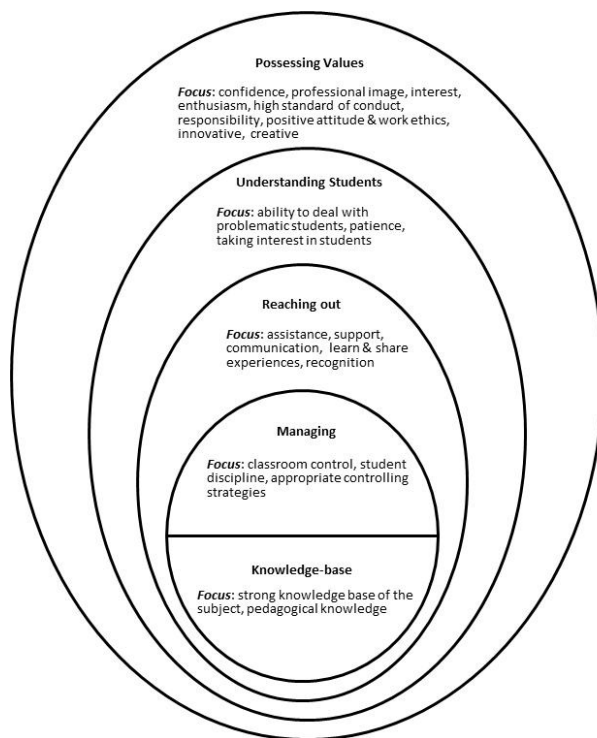 Possessing Values
Focus: confidence, professional image, interest,
enthusiasm, high standard of conduct,
responsibility, positive attitude & work ethics,
innovative, creative
Understanding Students
Focus: ability to deal with
problematic students, patience,
taking interest in students
Reaching out
Focus: assistance, support,
communication, learn & share
experiences, recognition
Managing
Focus: classroom control, student
discipline, appropriate controlling
strategies
Knowledge-base
Focus: strong knowledge base of the
subject, pedagogical knowledge